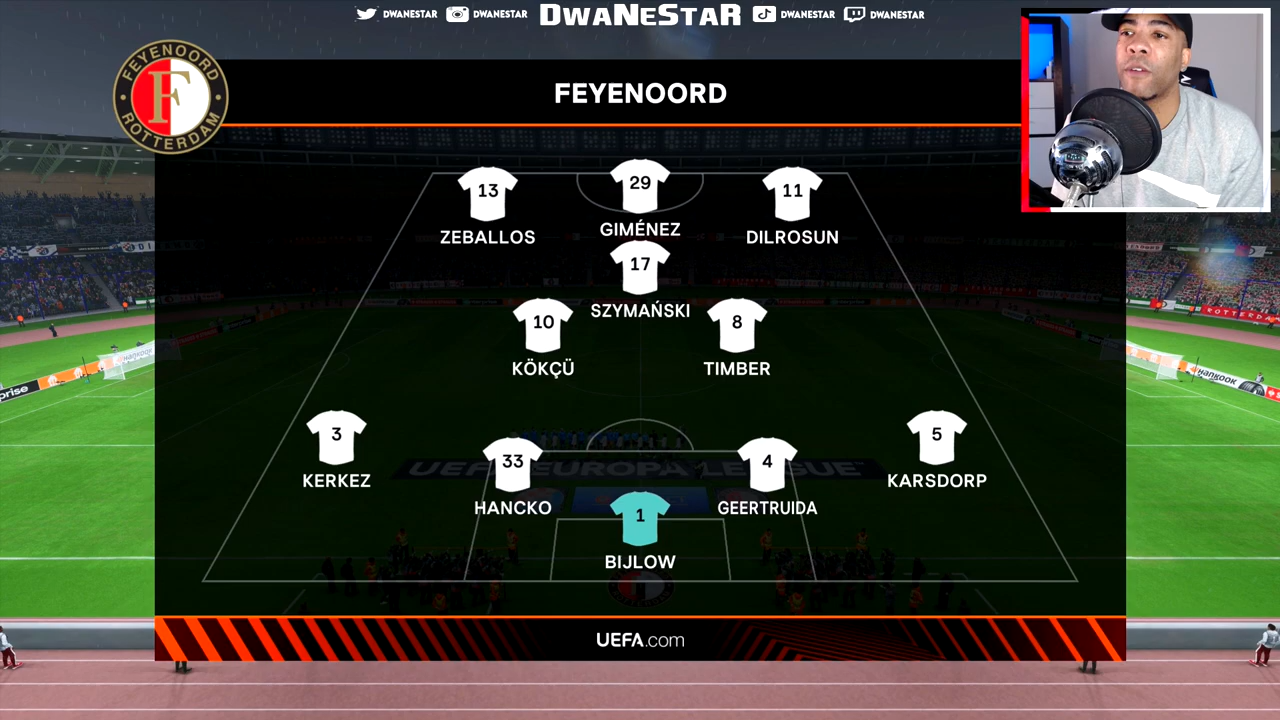 DWANESTAR
DWANESTAR
DWANESTAR
DWANESTAR
DWANESTAR
FEYENOORD
F
ROTTERDAM
FEYENOORD
13
ZEBALLOS
29
GIMÉNEZ
11
DILROSUN
17
SZYMAŃSKI
10
KÖKÇÜ
8
TIMBER
3
KERKEZ
33
HANCKO
4
GEERTRUIDA
5
KARSDORP
UEFA EUROPA LEAGUE
1
BIJLOW
HANKOOK
UEFA.com